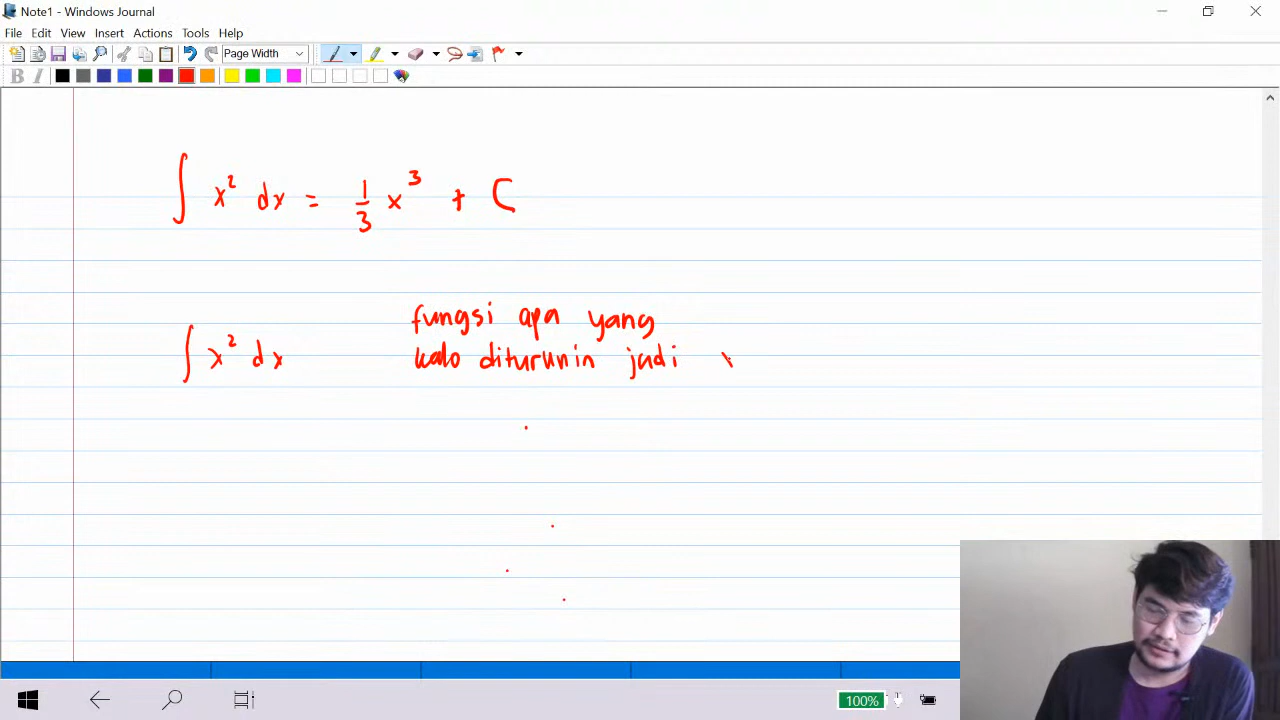 Note1 - Windows Journal
File Edit View Insert Actions Tools Help
Page Width
B I
∫ x² dx = 1/3 x³ + C
fungsi apa yang
∫ x² dx kalo diturunin judi
100%